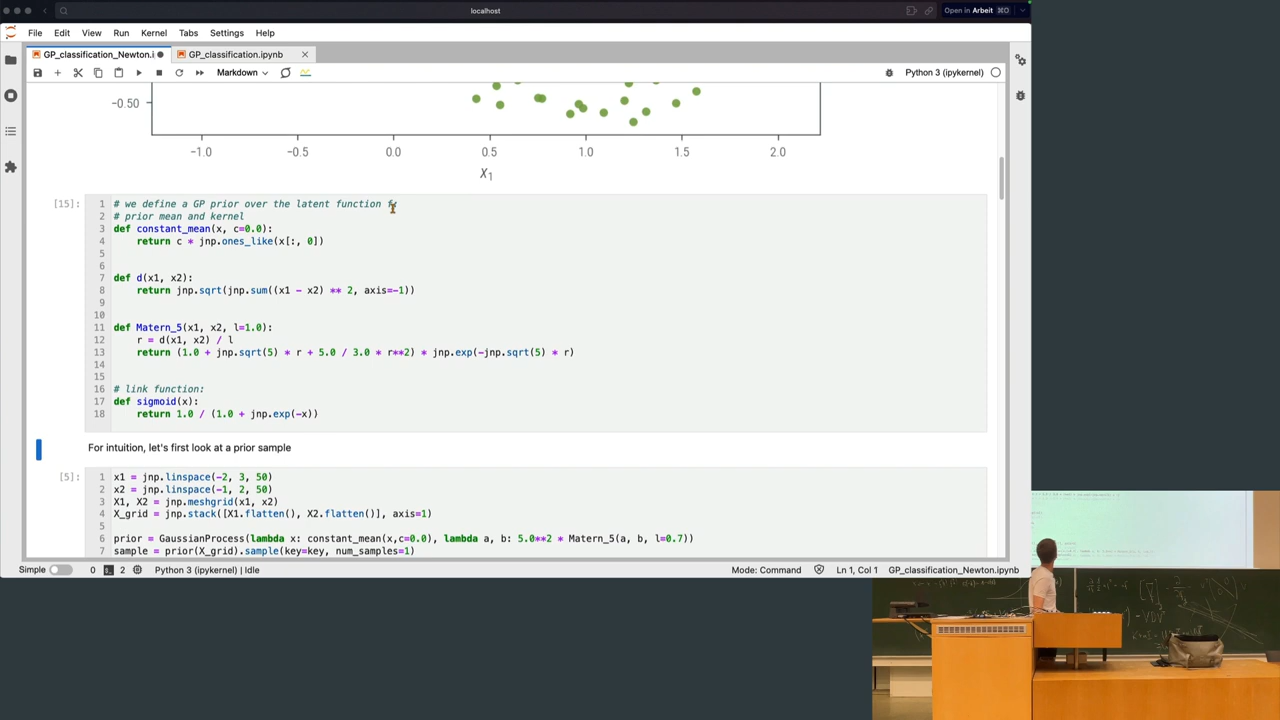 localhost
Open in Arbeit ⌘O
File Edit View Run Kernel Tabs Settings Help
GP_classification_Newton.i
GP_classification.ipynb
Markdown
Python 3 (ipykernel)
-0.50
-1.0 -0.5 0.0 0.5 1.0 1.5 2.0
X1
[15]:
1 # we define a GP prior over the latent function f:
2 # prior mean and kernel
3 def constant_mean(x, c=0.0):
4 return c * jnp.ones_like(x[:, 0])
5
6
7 def d(x1, x2):
8 return jnp.sqrt(jnp.sum((x1 - x2) ** 2, axis=-1))
9
10
11 def Matern_5(x1, x2, l=1.0):
12 r = d(x1, x2) / l
13 return (1.0 + jnp.sqrt(5) * r + 5.0 / 3.0 * r**2) * jnp.exp(-jnp.sqrt(5) * r)
14
15
16 # link function:
17 def sigmoid(x):
18 return 1.0 / (1.0 + jnp.exp(-x))
For intuition, let's first look at a prior sample
[5]:
1 x1 = jnp.linspace(-2, 3, 50)
2 x2 = jnp.linspace(-1, 2, 50)
3 X1, X2 = jnp.meshgrid(x1, x2)
4 X_grid = jnp.stack([X1.flatten(), X2.flatten()], axis=1)
5
6 prior = GaussianProcess(lambda x: constant_mean(x,c=0.0), lambda a, b: 5.0**2 * Matern_5(a, b, l=0.7))
7 sample = prior(X_grid).sample(key=key, num_samples=1)
Simple 0 2 Python 3 (ipykernel) | Idle
Mode: Command Ln 1, Col 1 GP_classification_Newton.ipynb